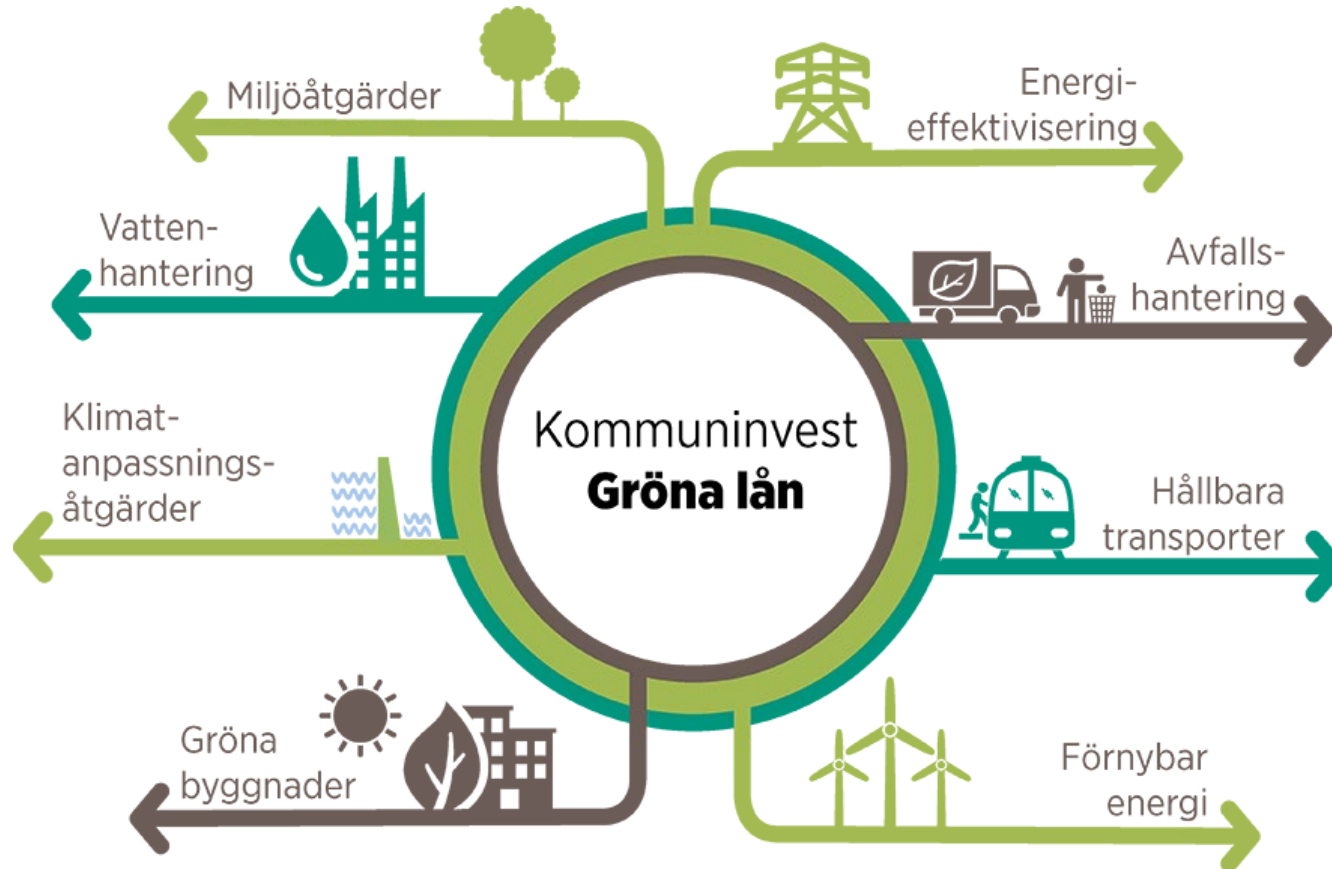 Miljöåtgärder
Energi-
effektivisering
Vatten-
hantering
Avfalls-
hantering
Kommuninvest
Gröna lån
Klimat-
anpassnings-
åtgärder
Hållbara
transporter
Gröna
byggnader
Förnybar
energi